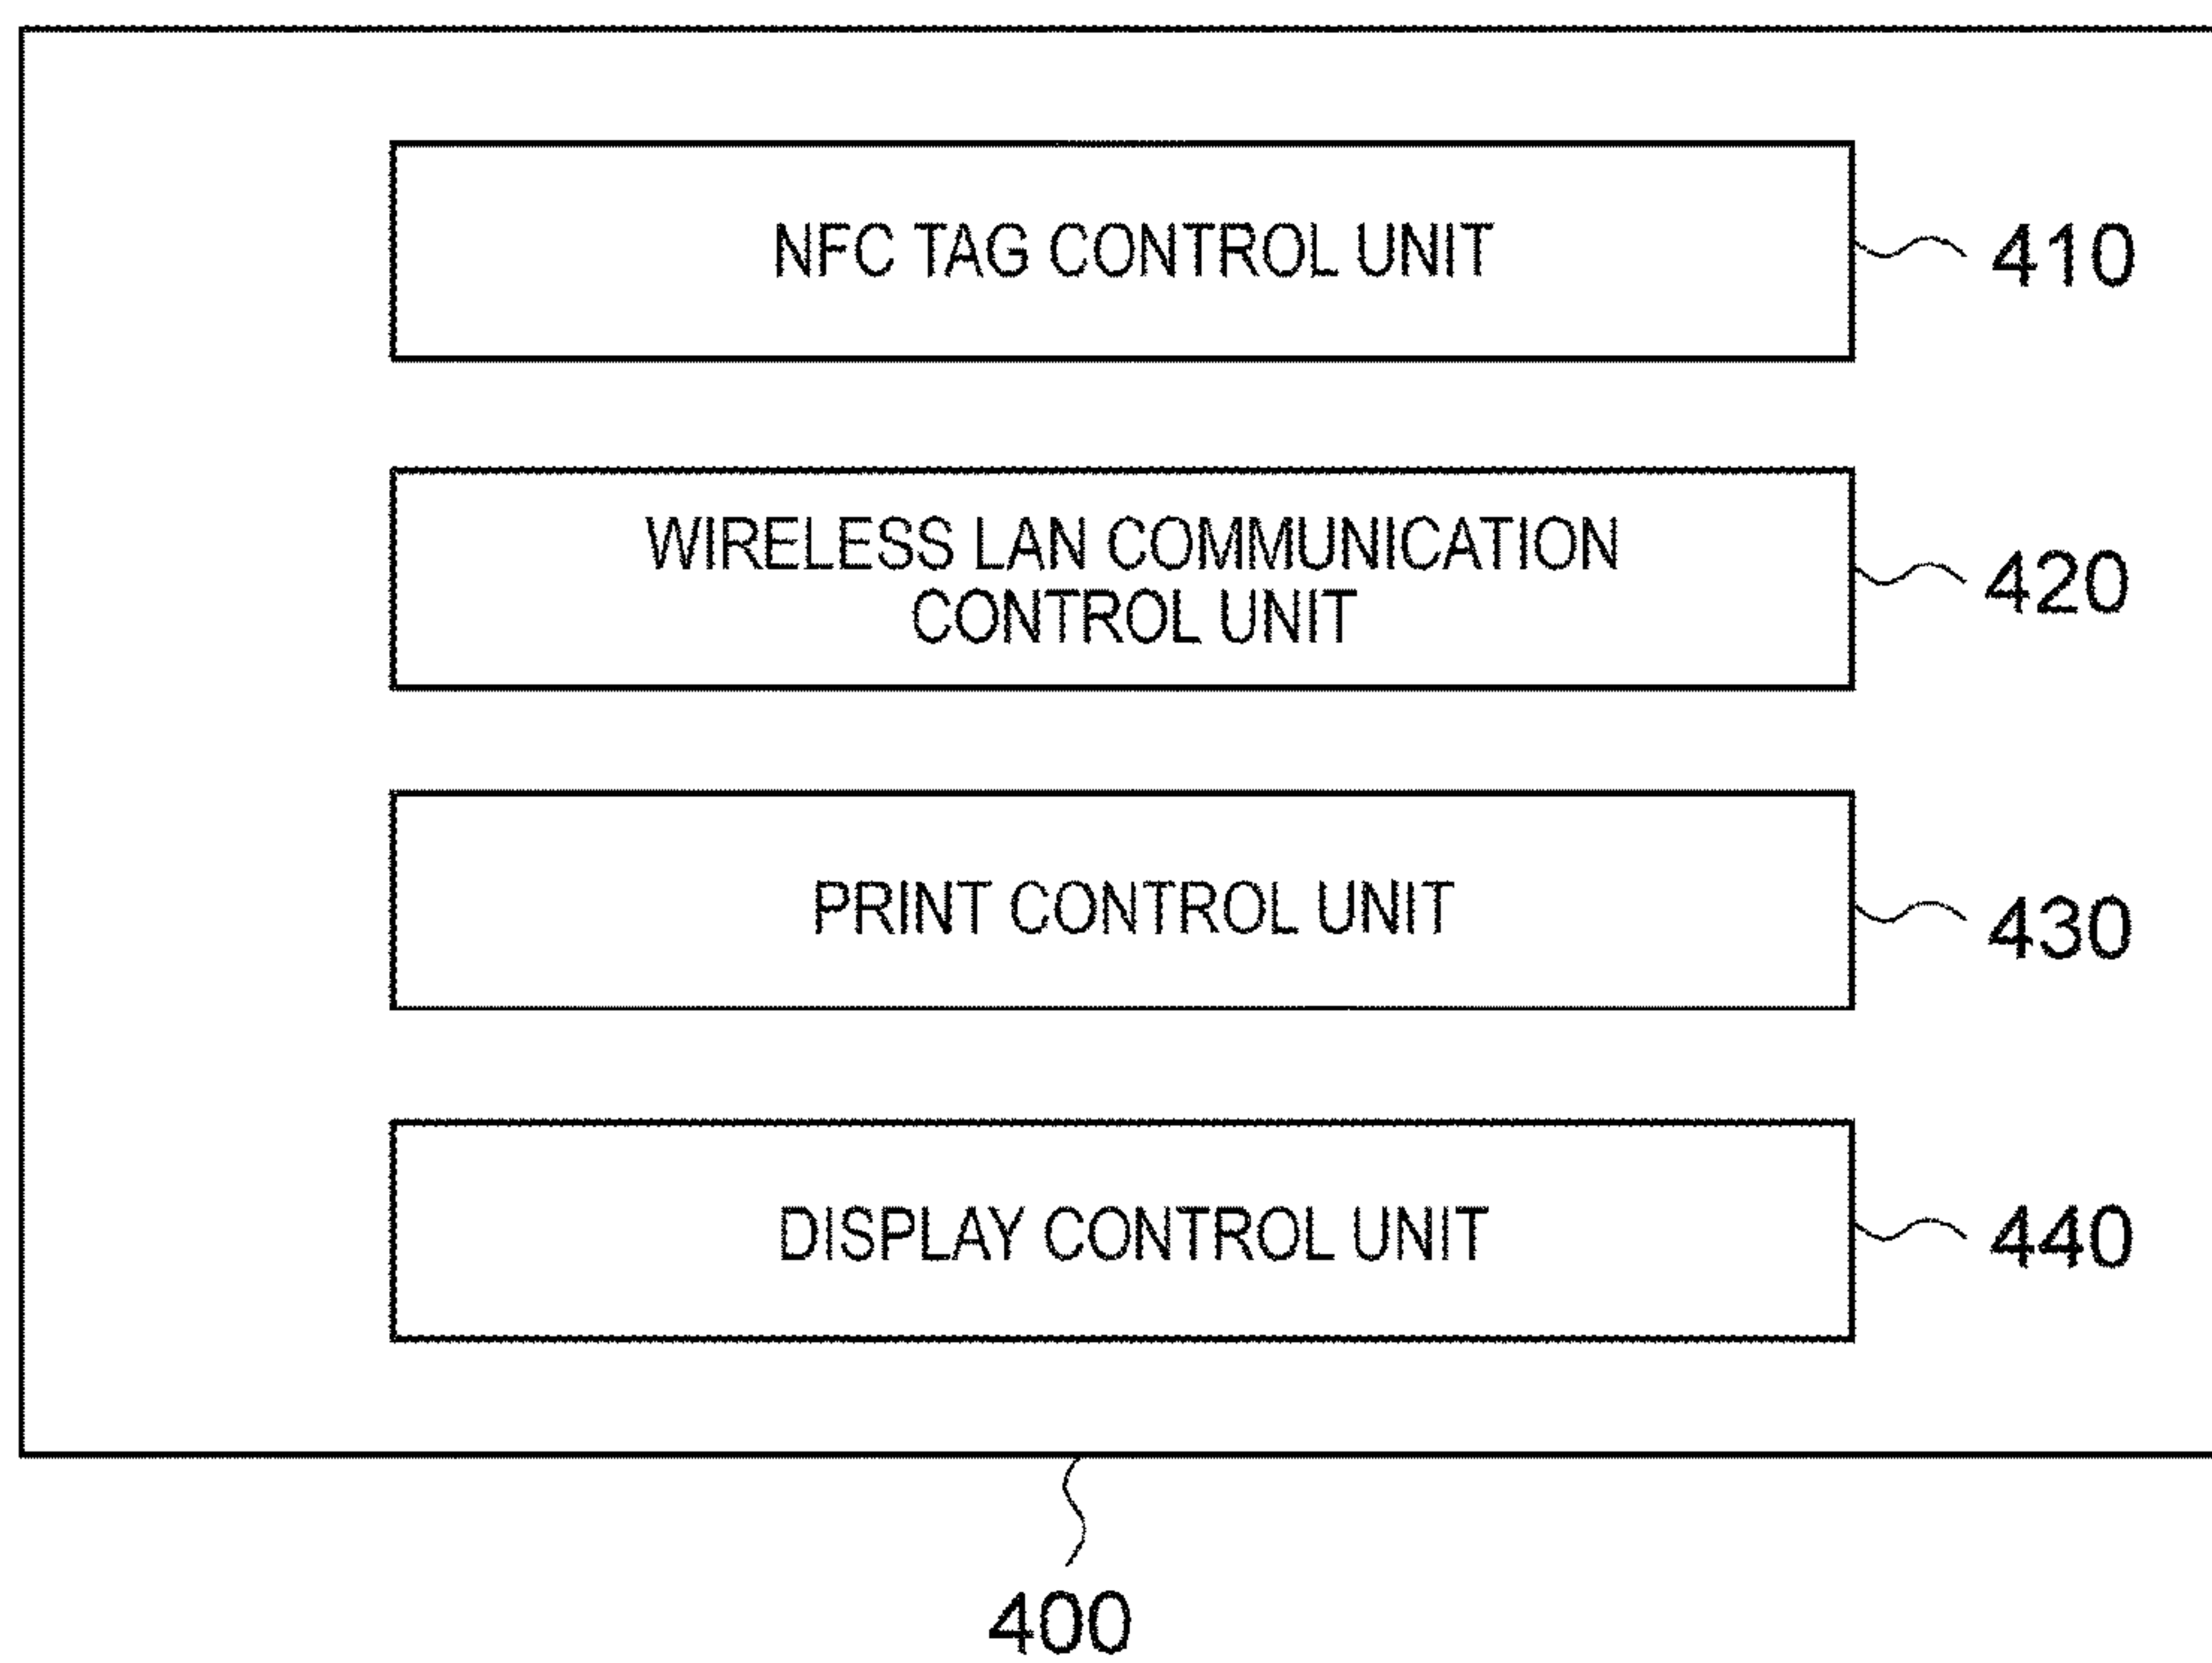 NFC TAG CONTROL UNIT
410
WIRELESS LAN COMMUNICATION
CONTROL UNIT
420
PRINT CONTROL UNIT
430
DISPLAY CONTROL UNIT
440
400